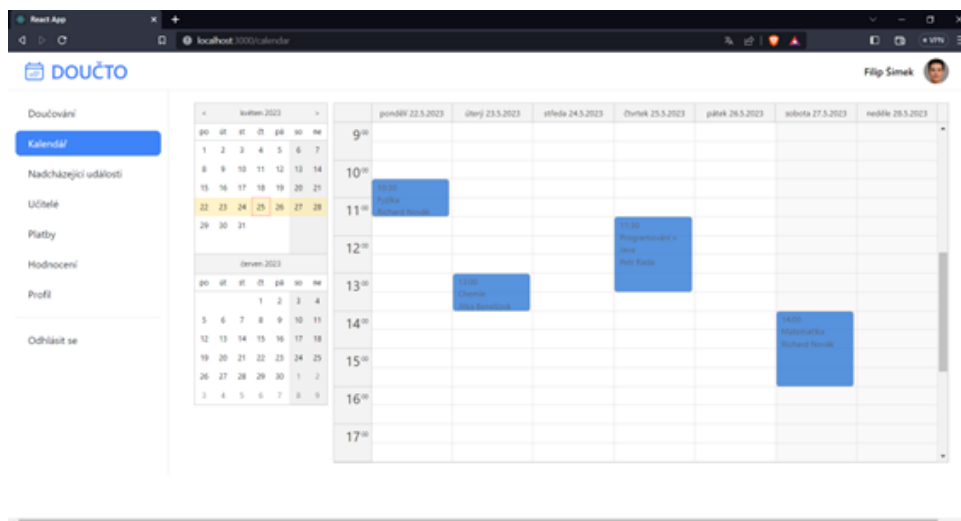 React App
localhost:3000/calendar
VPN
DOUČTO
Filip Šimek
Doučování
Kalendář
Nadcházející události
Učitelé
Platby
Hodnocení
Profil
Odhlásit se
< květen 2023 >
po út st čt pá so ne
1 2 3 4 5 6 7
8 9 10 11 12 13 14
15 16 17 18 19 20 21
22 23 24 25 26 27 28
29 30 31
červen 2023
po út st čt pá so ne
1 2 3 4
5 6 7 8 9 10 11
12 13 14 15 16 17 18
19 20 21 22 23 24 25
26 27 28 29 30 1 2
3 4 5 6 7 8 9
pondělí 22.5.2023 úterý 23.5.2023 středa 24.5.2023 čtvrtek 25.5.2023 pátek 26.5.2023 sobota 27.5.2023 neděle 28.5.2023
9:00
10:00
10:30
Fyzika
Richard Novák
11:00
11:30
Programování v
Java
Petr Rada
12:00
13:00
13:00
Chemie
Jitka Benešová
14:00
14:00
Matematika
Richard Novák
15:00
16:00
17:00